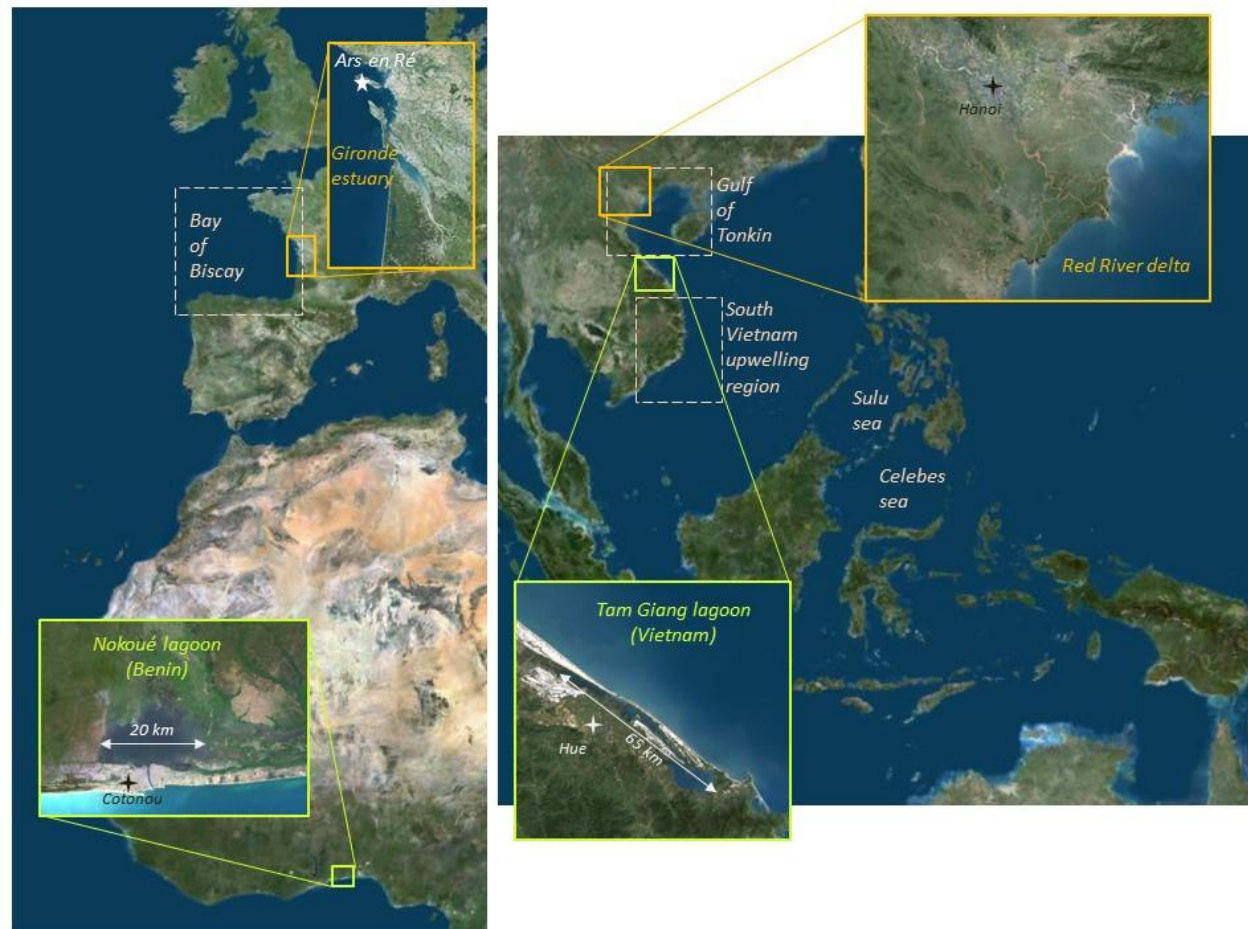 Ars en Ré
Gironde
estuary
Bay
of
Biscay
Nokoué lagoon
(Benin)
20 km
Cotonou
Hanoi
Red River delta
Gulf
of
Tonkin
South
Vietnam
upwelling
region
Sulu
sea
Celebes
sea
Tam Giang lagoon
(Vietnam)
Hue
65 km